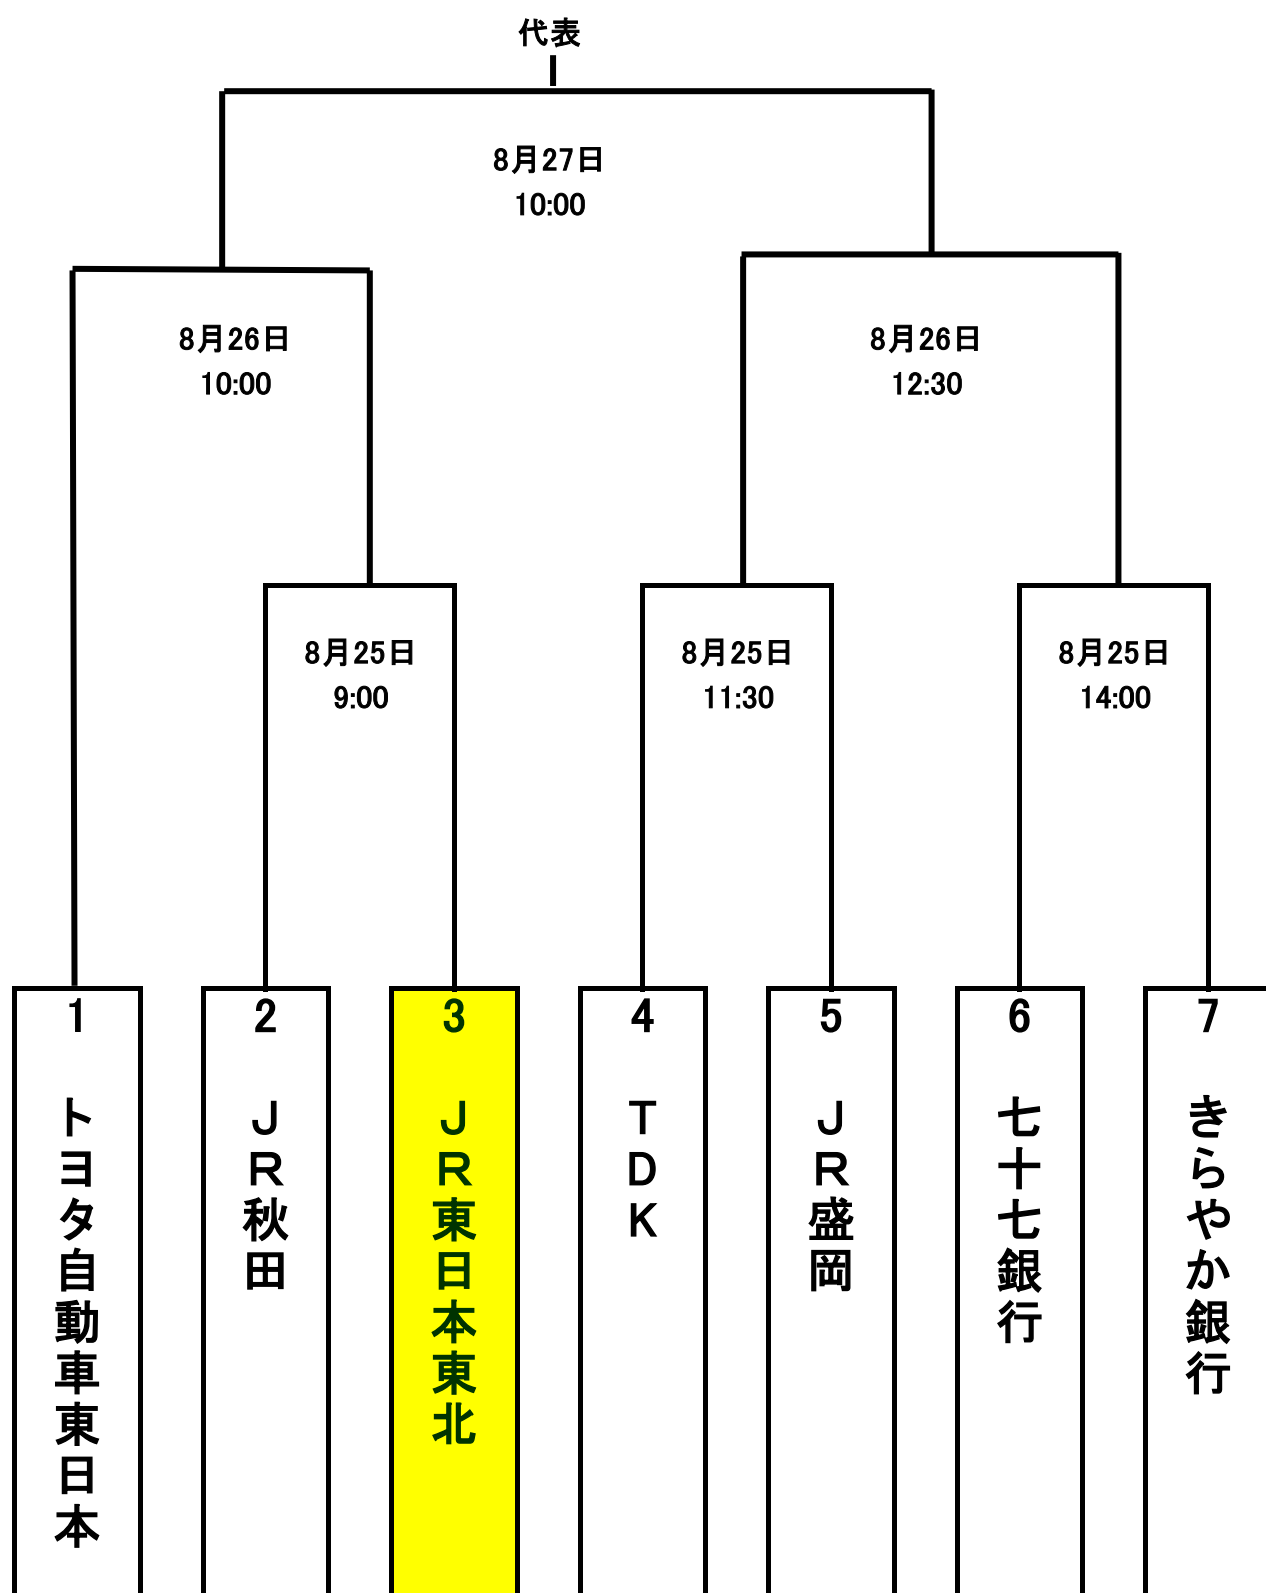 代表
8月27日
10:00
8月26日
10:00
8月26日
12:30
8月25日
9:00
8月25日
11:30
8月25日
14:00
1
トヨタ自動車東日本
2
ＪＲ秋田
3
ＪＲ東日本東北
4
ＴＤＫ
5
ＪＲ盛岡
6
七十七銀行
7
きらやか銀行